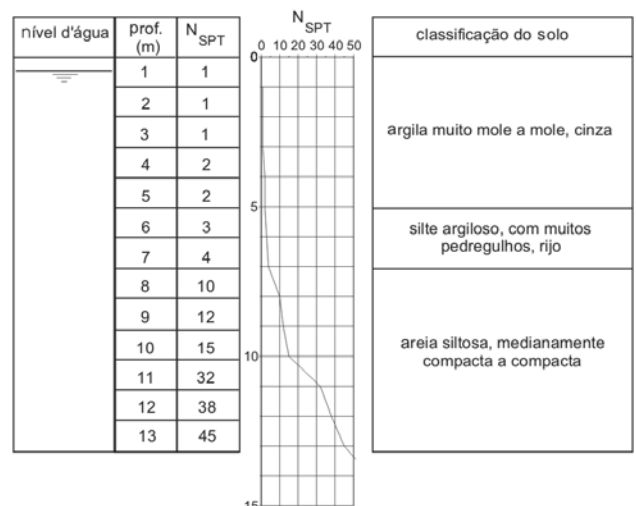 nível d'água
prof.
(m)
N
SPT
1 1
2 1
3 1
4 2
5 2
6 3
7 4
8 10
9 12
10 15
11 32
12 38
13 45
N
SPT
0 10 20 30 40 50
0
5
10
15
classificação do solo
argila muito mole a mole, cinza
silte argiloso, com muitos
pedregulhos, rijo
areia siltosa, medianamente
compacta a compacta